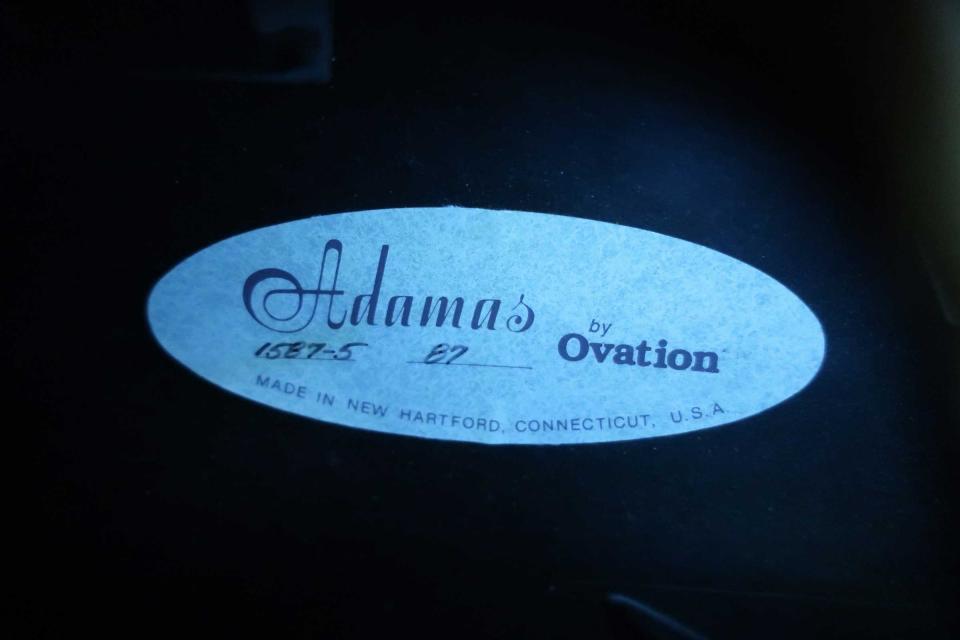 Adamas
by
Ovation
1587-5 87
MADE IN NEW HARTFORD, CONNECTICUT, U.S.A.